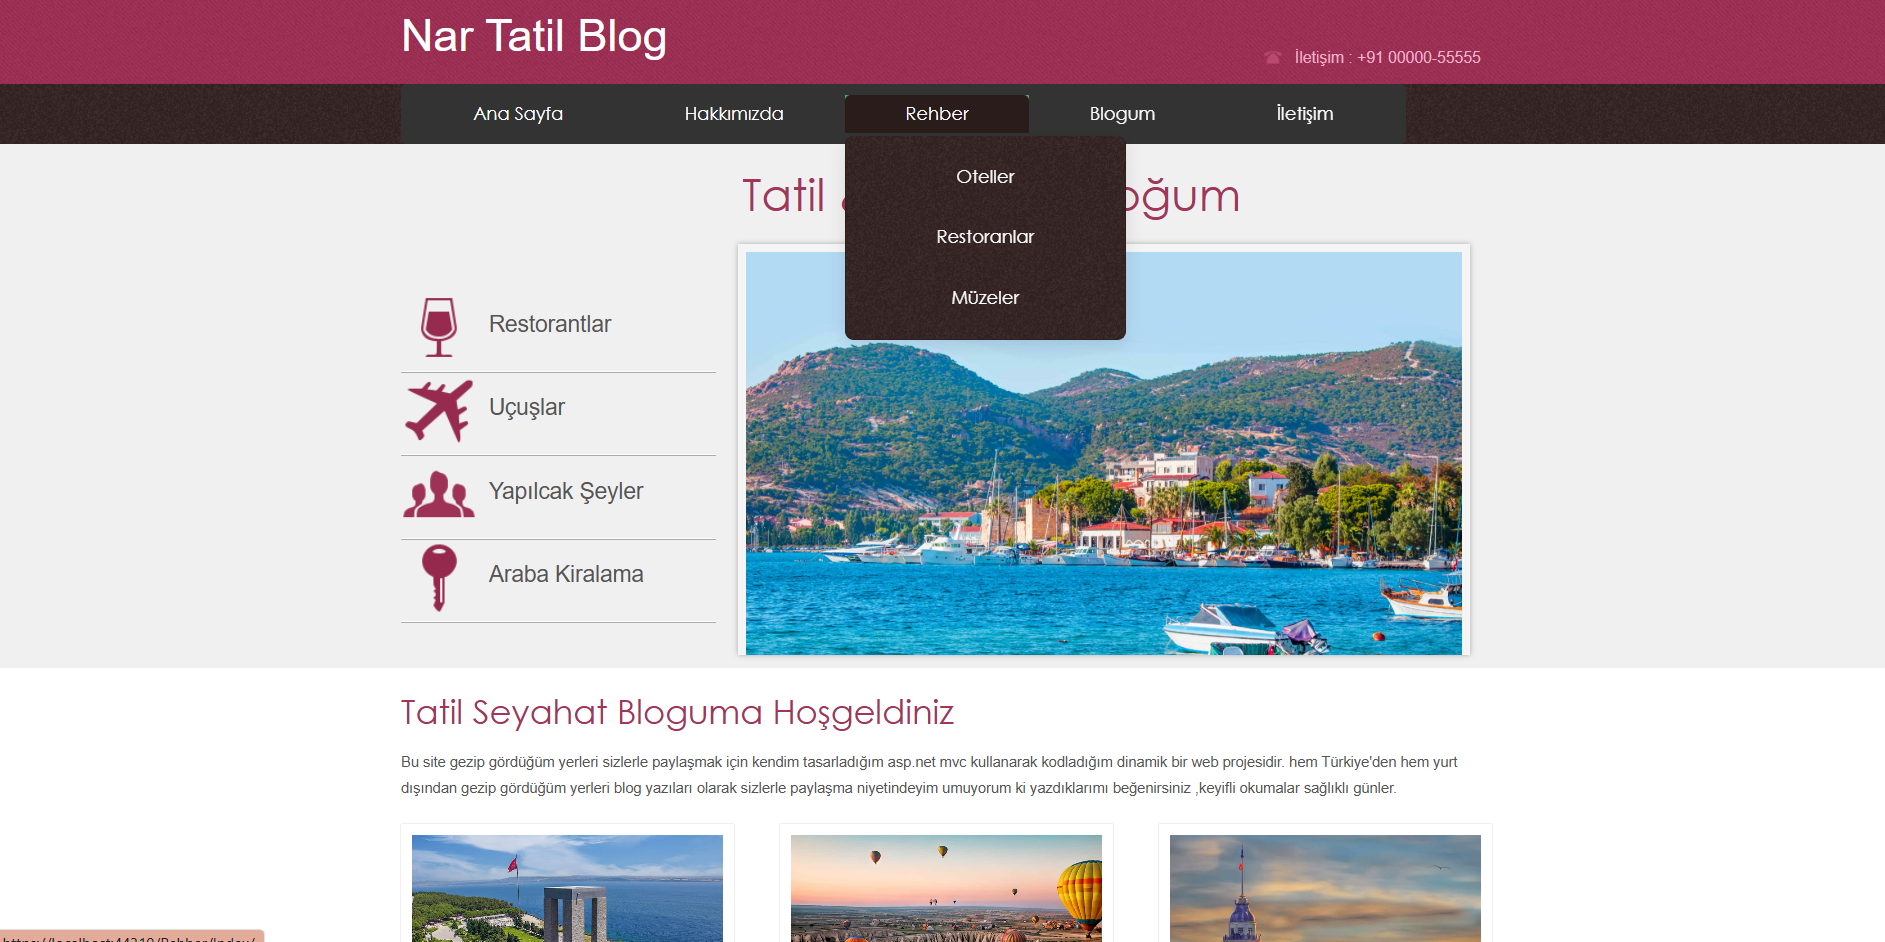 Nar Tatil Blog
İletişim : +91 00000-55555
Ana Sayfa
Hakkımızda
Rehber
Blogum
İletişim
Oteller
Restoranlar
Müzeler
Tatil
oğum
Restorantlar
Uçuşlar
Yapılcak Şeyler
Araba Kiralama
Tatil Seyahat Bloguma Hoşgeldiniz
Bu site gezip gördüğüm yerleri sizlerle paylaşmak için kendim tasarladığım asp.net mvc kullanarak kodladığım dinamik bir web projesidir. hem Türkiye'den hem yurt
dışından gezip gördüğüm yerleri blog yazıları olarak sizlerle paylaşma niyetindeyim umuyorum ki yazdıklarımı beğenirsiniz ,keyifli okumalar sağlıklı günler.